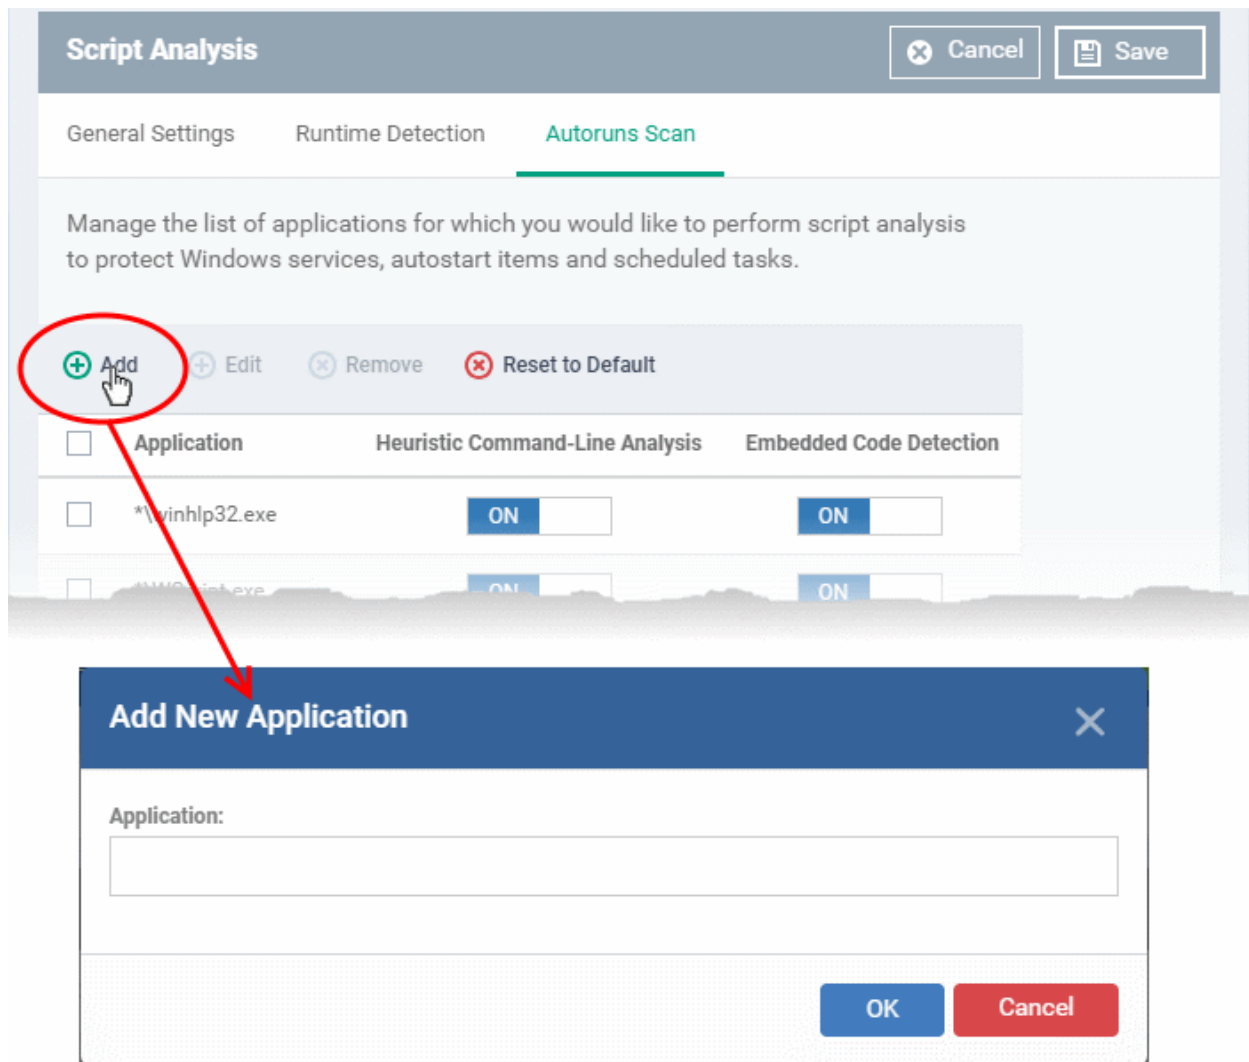 Script Analysis
Cancel
Save
General Settings
Runtime Detection
Autoruns Scan
Manage the list of applications for which you would like to perform script analysis
to protect Windows services, autostart items and scheduled tasks.
Add
Edit
Remove
Reset to Default
Application
Heuristic Command-Line Analysis
Embedded Code Detection
*\winhlp32.exe
ON
ON
*\WScript.exe
ON
ON
Add New Application
Application:
OK
Cancel